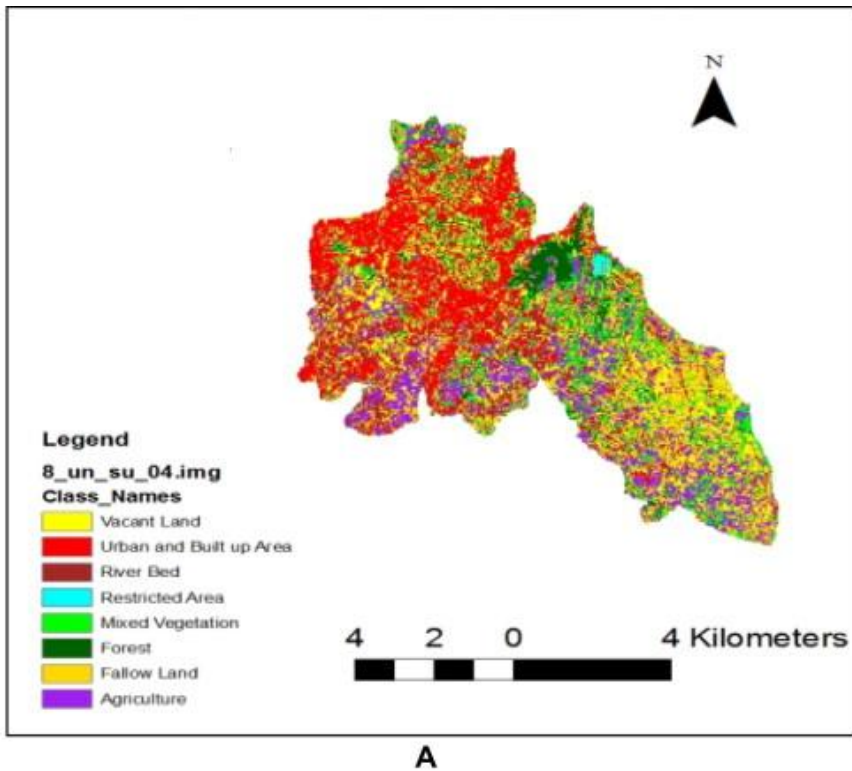 N
Legend
8_un_su_04.img
Class_Names
Vacant Land
Urban and Built up Area
River Bed
Restricted Area
Mixed Vegetation
Forest
Fallow Land
Agriculture
4 2 0 4 Kilometers
A